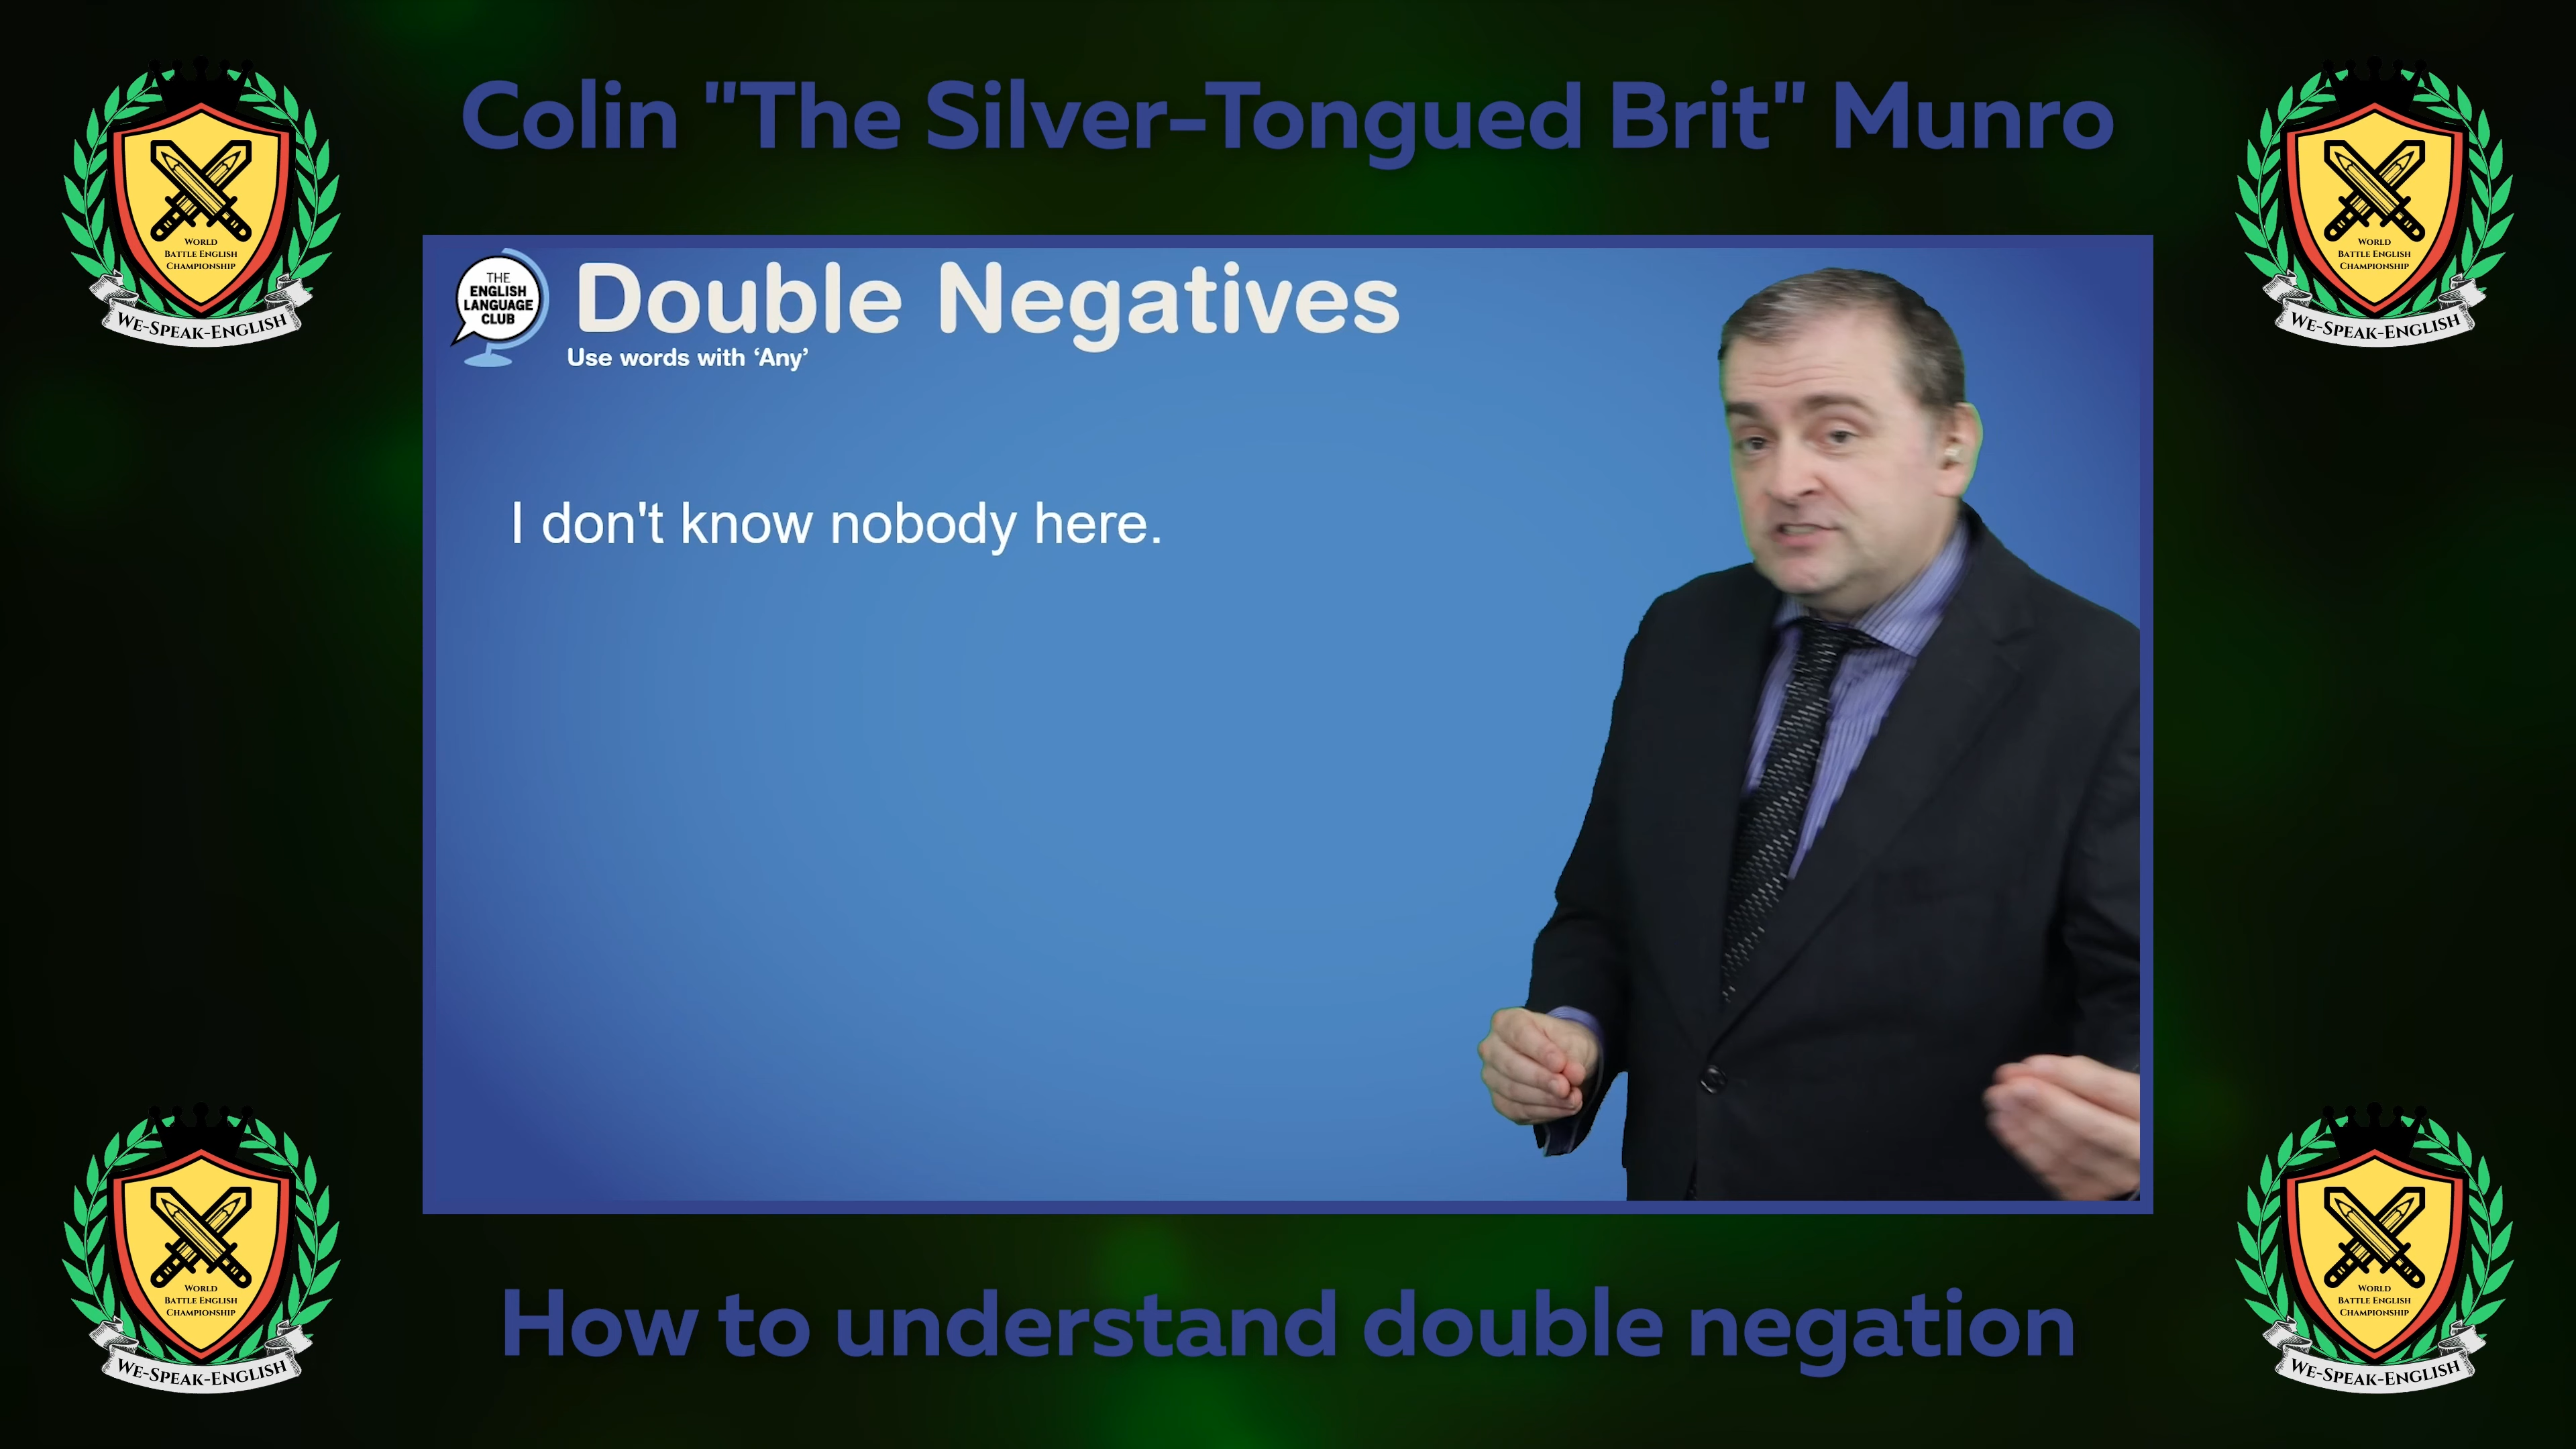 Colin "The Silver-Tongued Brit" Munro
WORLD
BATTLE ENGLISH
CHAMPIONSHIP
WE-SPEAK-ENGLISH
WORLD
BATTLE ENGLISH
CHAMPIONSHIP
WE-SPEAK-ENGLISH
THE
ENGLISH
LANGUAGE
CLUB
Double Negatives
Use words with ‘Any’
I don't know nobody here.
WORLD
BATTLE ENGLISH
CHAMPIONSHIP
WE-SPEAK-ENGLISH
WORLD
BATTLE ENGLISH
CHAMPIONSHIP
WE-SPEAK-ENGLISH
How to understand double negation